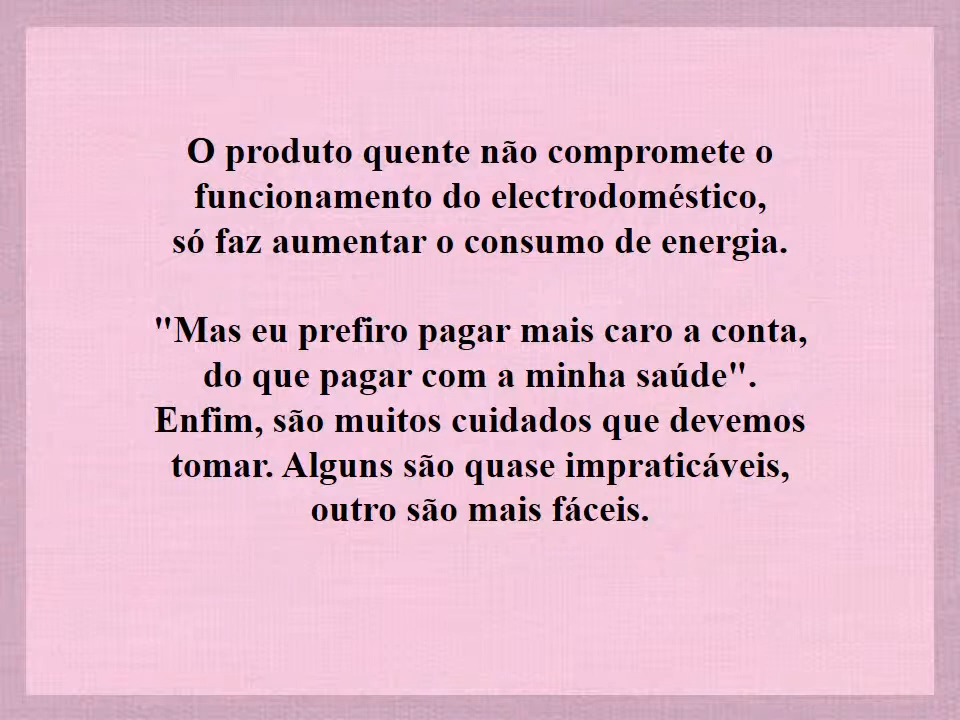 O produto quente não compromete o
funcionamento do electrodoméstico,
só faz aumentar o consumo de energia.
"Mas eu prefiro pagar mais caro a conta,
do que pagar com a minha saúde".
Enfim, são muitos cuidados que devemos
tomar. Alguns são quase impraticáveis,
outro são mais fáceis.